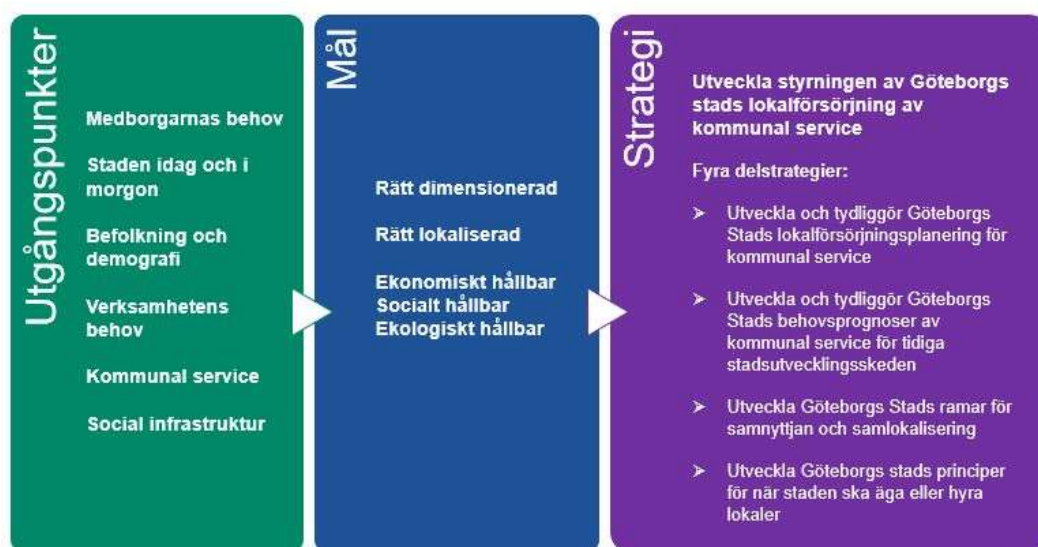 Utgångspunkter
Medborgarnas behov
Staden idag och i
morgon
Befolkning och
demografi
Verksamhetens
behov
Kommunal service
Social infrastruktur
Mål
Rätt dimensionerad
Rätt lokaliserad
Ekonomiskt hållbar
Socialt hållbar
Ekologiskt hållbar
Strategi
Utveckla styrningen av Göteborgs
stads lokalförsörjning av
kommunal service
Fyra delstrategier:
➢ Utveckla och tydliggör Göteborgs
Stads lokalförsörjningsplanering för
kommunal service
➢ Utveckla och tydliggör Göteborgs
Stads behovsprognoser av
kommunal service för tidiga
stadsutvecklingsskeden
➢ Utveckla Göteborgs Stads ramar för
samnyttjan och samlokalisering
➢ Utveckla Göteborgs stads principer
för när staden ska äga eller hyra
lokaler